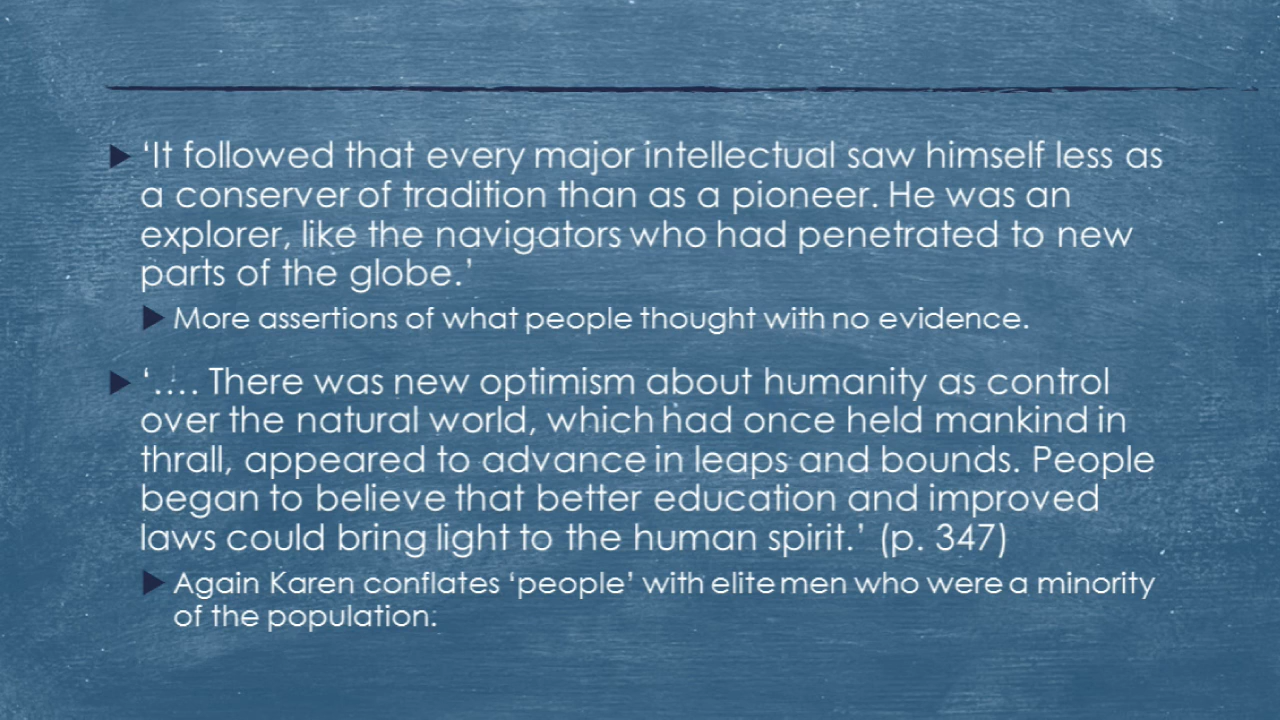 ‘It followed that every major intellectual saw himself less as
a conserver of tradition than as a pioneer. He was an
explorer, like the navigators who had penetrated to new
parts of the globe.’
More assertions of what people thought with no evidence.
‘…. There was new optimism about humanity as control
over the natural world, which had once held mankind in
thrall, appeared to advance in leaps and bounds. People
began to believe that better education and improved
laws could bring light to the human spirit.’ (p. 347)
Again Karen conflates ‘people’ with elite men who were a minority
of the population.